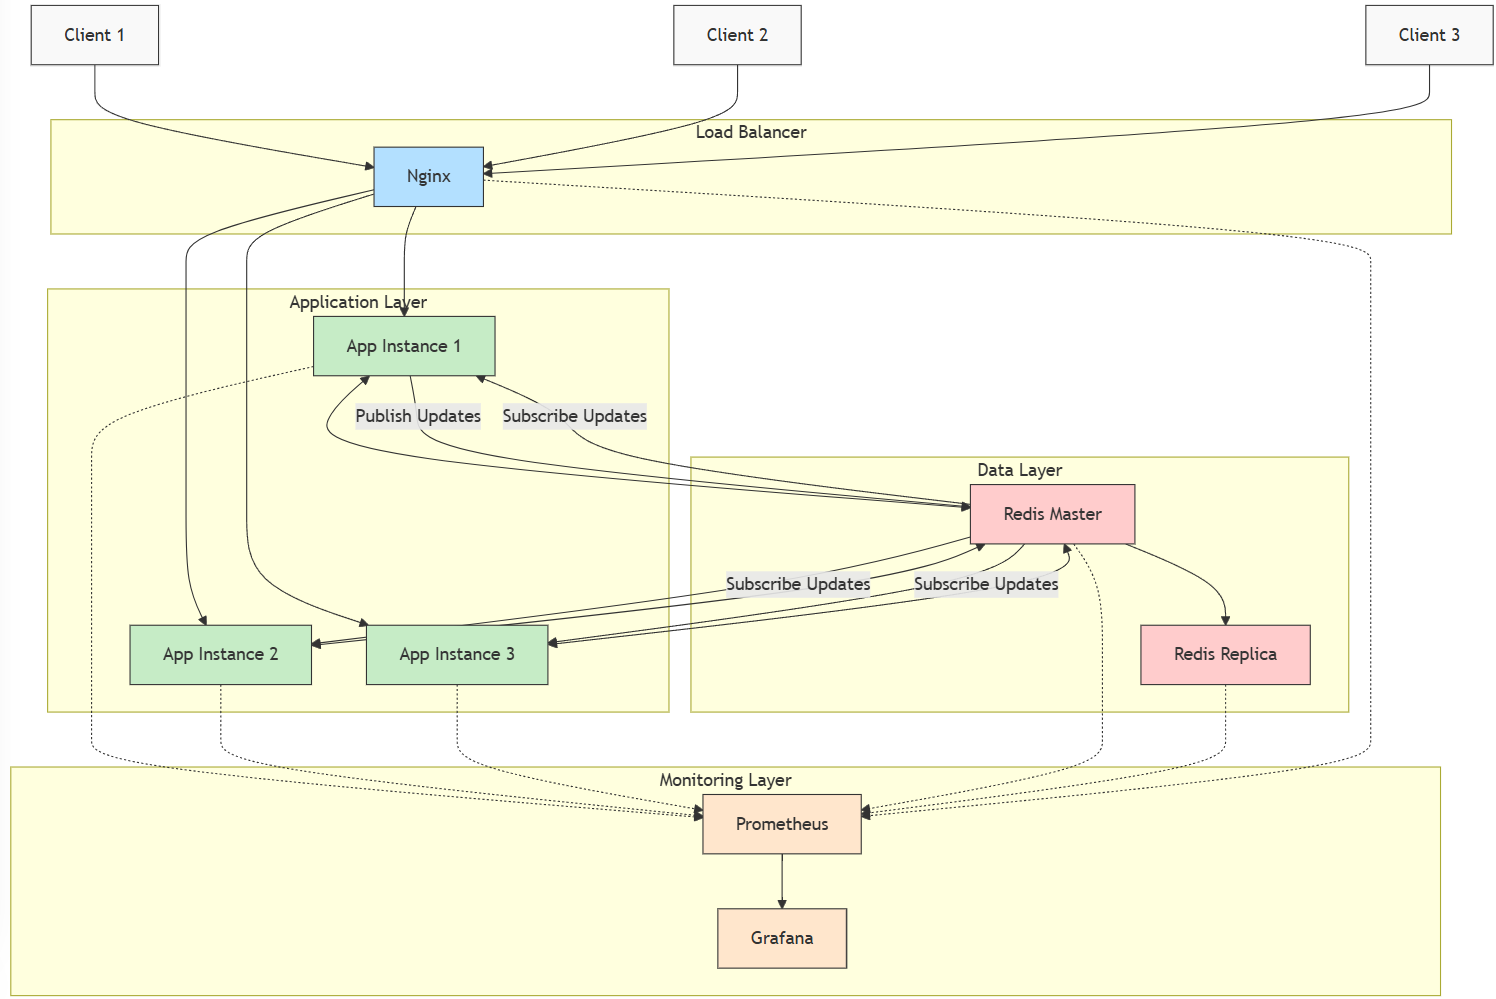 Client 1
Client 2
Client 3
Load Balancer
Nginx
Application Layer
App Instance 1
Publish Updates
Subscribe Updates
Data Layer
Redis Master
Subscribe Updates
Subscribe Updates
App Instance 2
App Instance 3
Redis Replica
Monitoring Layer
Prometheus
Grafana